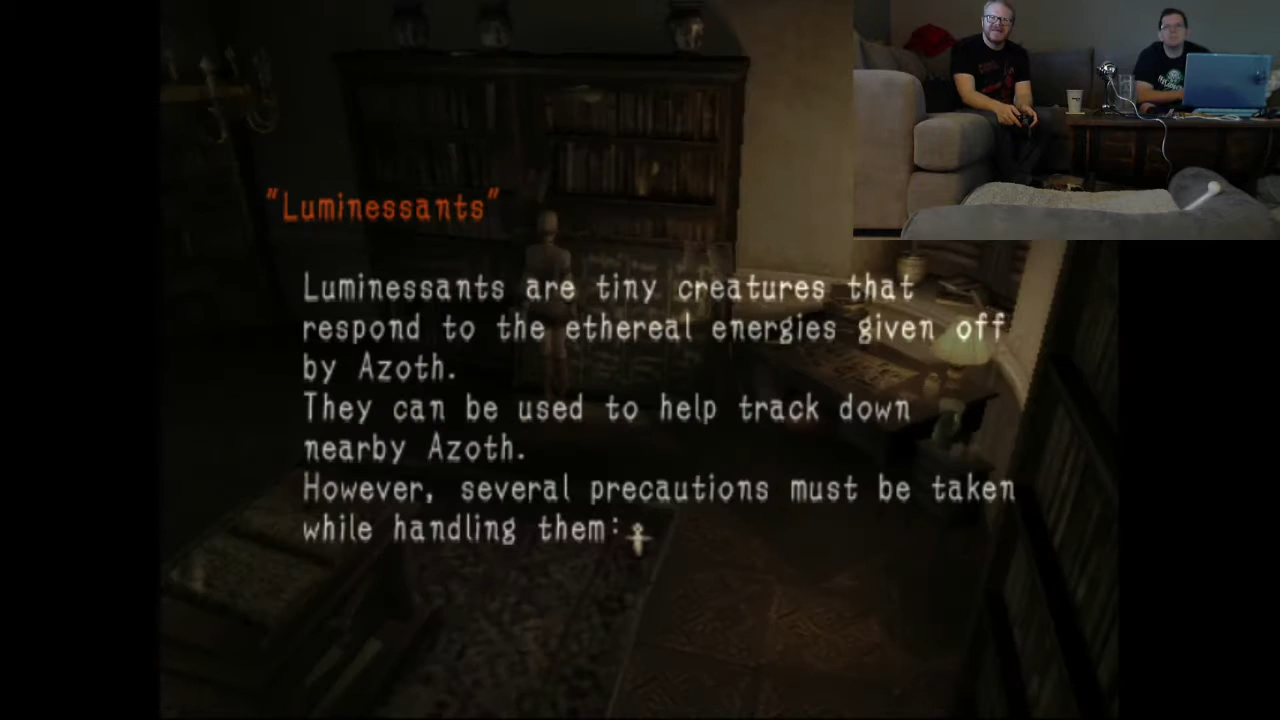 "Luminessants"
Luminessants are tiny creatures that
respond to the ethereal energies given off
by Azoth.
They can be used to help track down
nearby Azoth.
However, several precautions must be taken
while handling them: